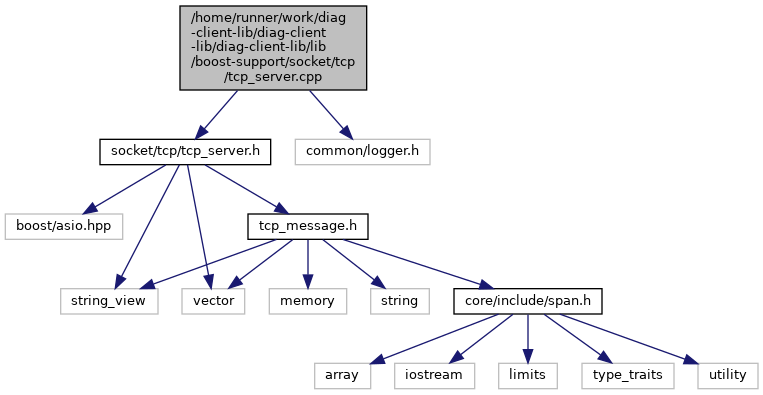 /home/runner/work/diag
-client-lib/diag-client
-lib/diag-client-lib/lib
/boost-support/socket/tcp
/tcp_server.cpp
socket/tcp/tcp_server.h
common/logger.h
boost/asio.hpp
tcp_message.h
string_view
vector
memory
string
core/include/span.h
array
iostream
limits
type_traits
utility